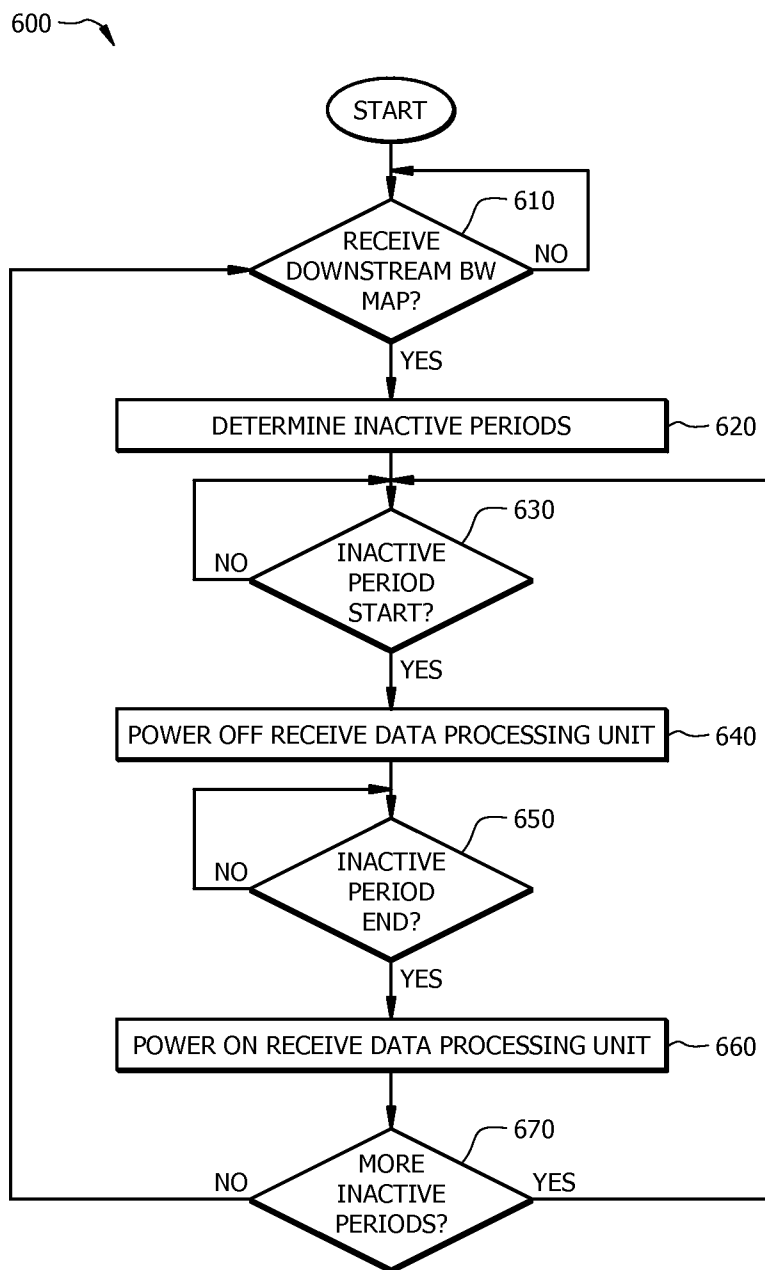 600
START
610
RECEIVE
DOWNSTREAM BW
MAP?
NO
YES
DETERMINE INACTIVE PERIODS
620
630
INACTIVE
PERIOD
START?
NO
YES
POWER OFF RECEIVE DATA PROCESSING UNIT
640
650
INACTIVE
PERIOD
END?
NO
YES
POWER ON RECEIVE DATA PROCESSING UNIT
660
670
MORE
INACTIVE
PERIODS?
NO
YES